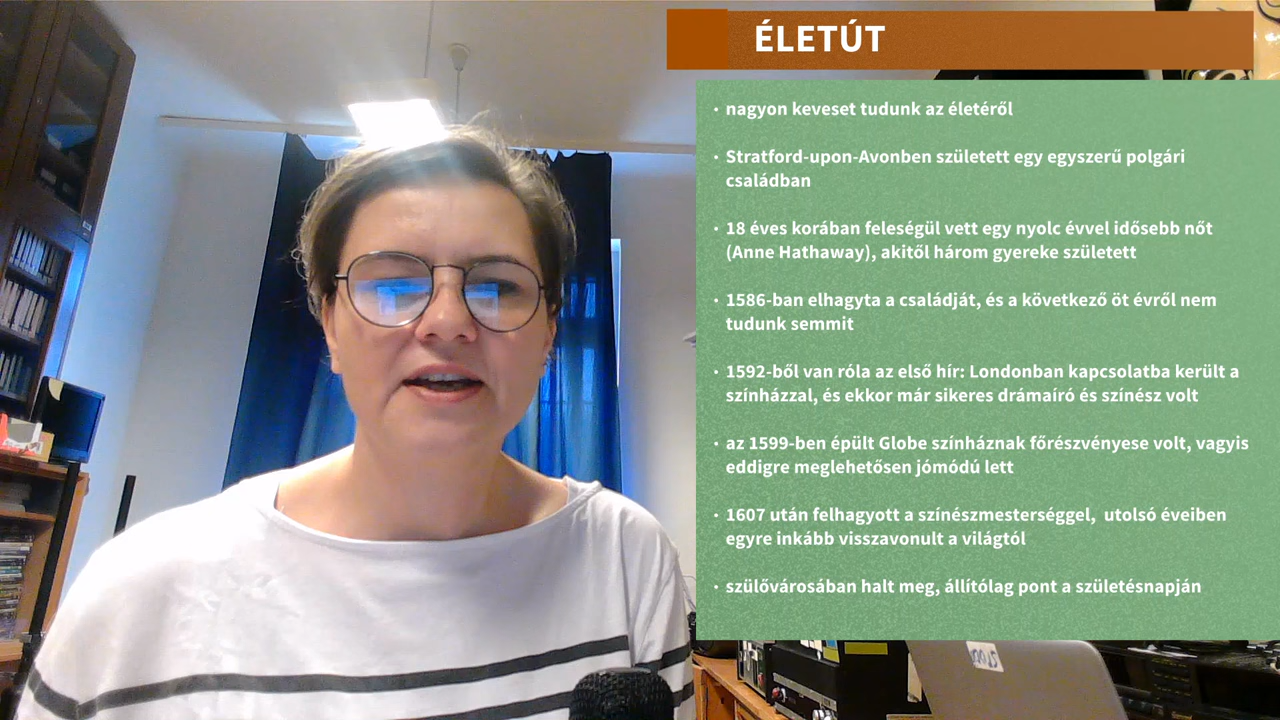 ÉLETÚT
· nagyon keveset tudunk az életéről
· Stratford-upon-Avonben született egy egyszerű polgári
családban
· 18 éves korában feleségül vett egy nyolc évvel idősebb nőt
(Anne Hathaway), akitől három gyereke született
· 1586-ban elhagyta a családját, és a következő öt évről nem
tudunk semmit
· 1592-ből van róla az első hír: Londonban kapcsolatba került a
színházzal, és ekkor már sikeres drámaíró és színész volt
· az 1599-ben épült Globe színháznak főrészvényese volt, vagyis
eddigre meglehetősen jómódú lett
· 1607 után felhagyott a színészmesterséggel,  utolsó éveiben
egyre inkább visszavonult a világtól
· szülővárosában halt meg, állítólag pont a születésnapján